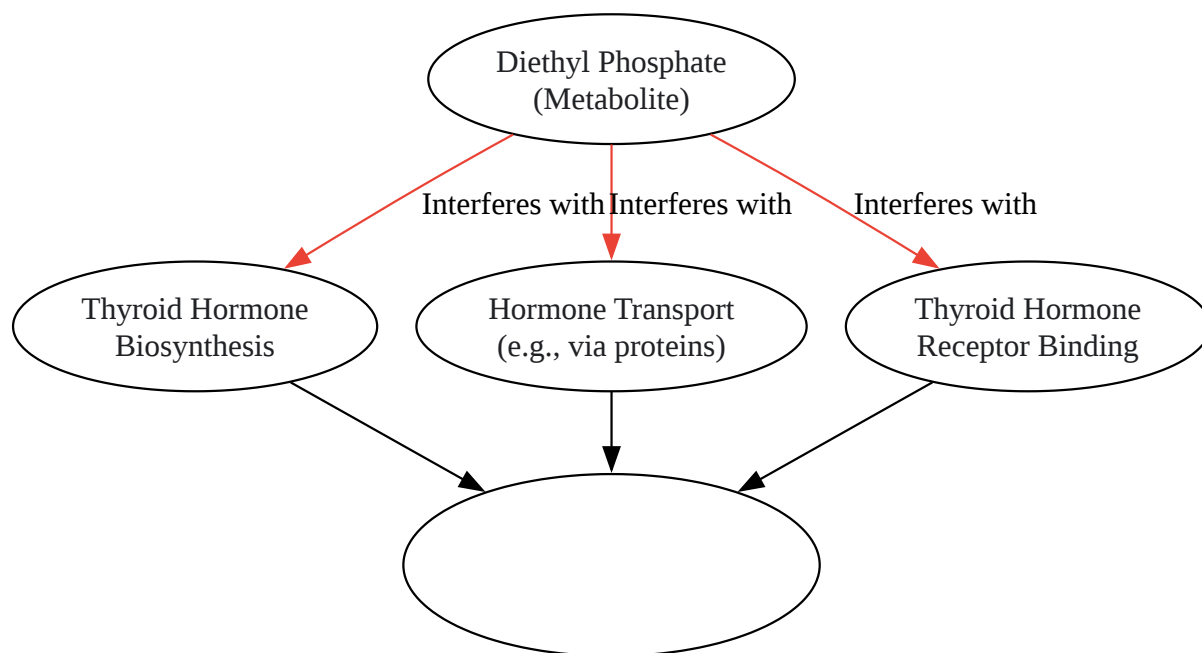 Diethyl Phosphate
(Metabolite)
Interferes with
Interferes with
Interferes with
Thyroid Hormone
Biosynthesis
Hormone Transport
(e.g., via proteins)
Thyroid Hormone
Receptor Binding